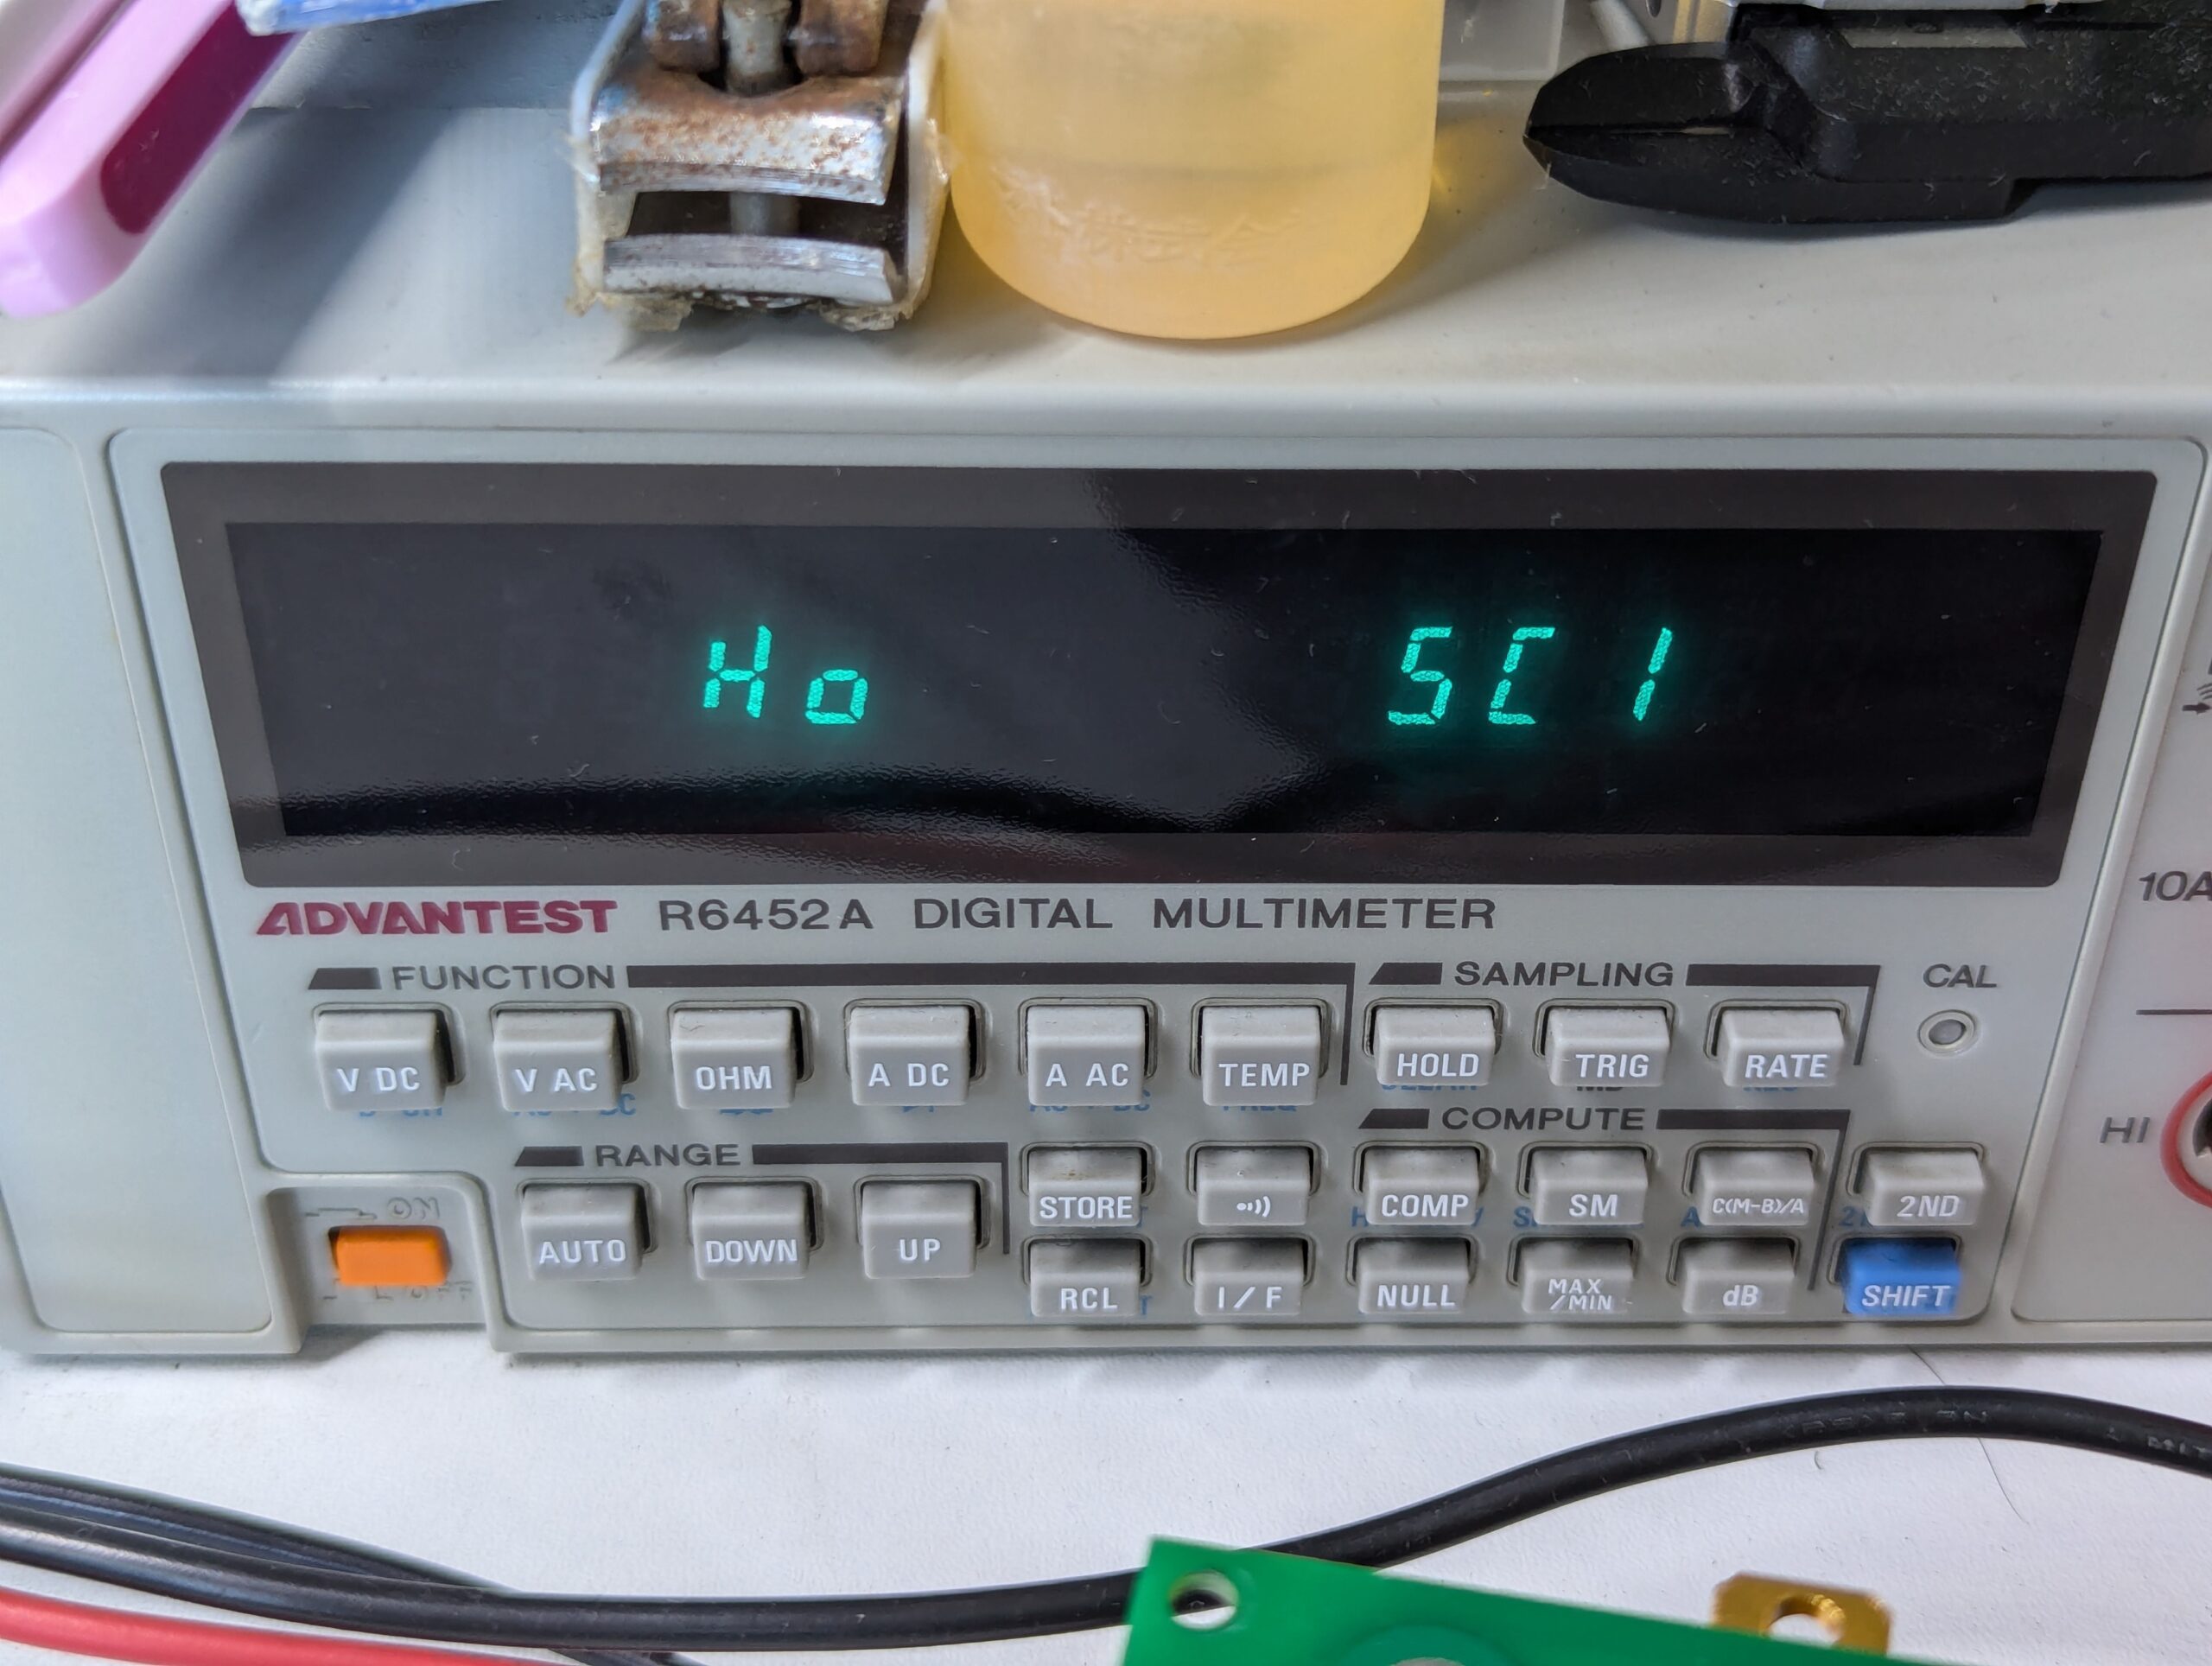 Ho SC1
ADVANTEST R6452A DIGITAL MULTIMETER
FUNCTION SAMPLING CAL
V DC V AC OHM A DC A AC TEMP HOLD TRIG RATE
10A
COMPUTE
HI
RANGE
STORE •))) COMP SM C(M-B)/A 2ND
ON
AUTO DOWN UP
RCL I/F NULL MAX/MIN dB SHIFT
OFF